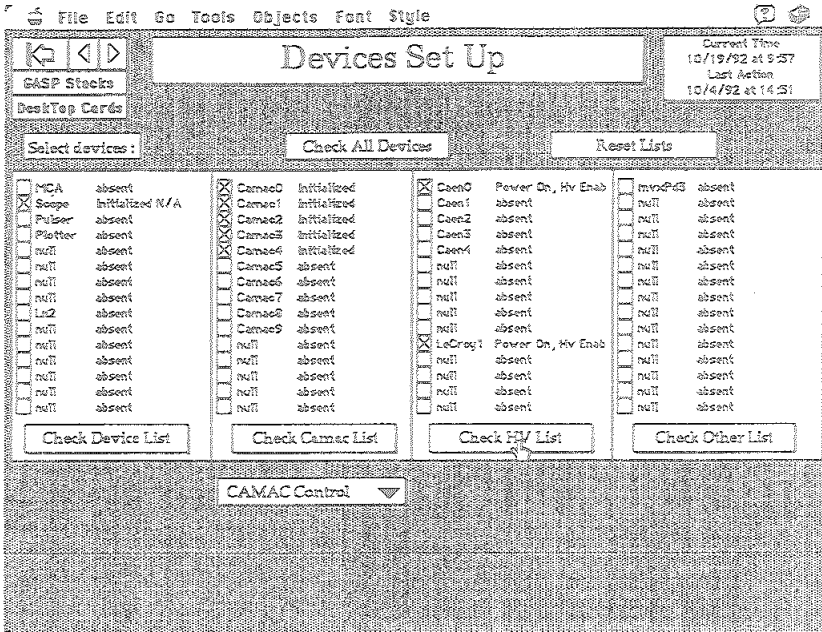 File Edit Go Tools Objects Font Style
Devices Set Up
GASP Stacks
DeskTop Cards
Current Time
10/19/92 at 9:57
Last Action
10/4/92 at 14:51
Select devices :
Check All Devices
Reset Lists
MCA absent
Scope Initialized N/A
Pulser absent
Plotter absent
null absent
null absent
null absent
null absent
Ln2 absent
null absent
null absent
null absent
null absent
null absent
null absent
Check Device List
Camac0 Initialized
Camac1 Initialized
Camac2 Initialized
Camac3 Initialized
Camac4 Initialized
Camac5 absent
Camac6 absent
Camac7 absent
Camac8 absent
Camac9 absent
null absent
null absent
null absent
null absent
null absent
Check Camac List
Caen0 Power On, Hv Enab
Caen1 absent
Caen2 absent
Caen3 absent
Caen4 absent
null absent
null absent
null absent
null absent
null absent
LeCroy1 Power On, Hv Enab
null absent
null absent
null absent
null absent
Check HV List
absent
null absent
null absent
null absent
null absent
null absent
null absent
null absent
null absent
null absent
null absent
null absent
null absent
null absent
null absent
Check Other List
CAMAC Control